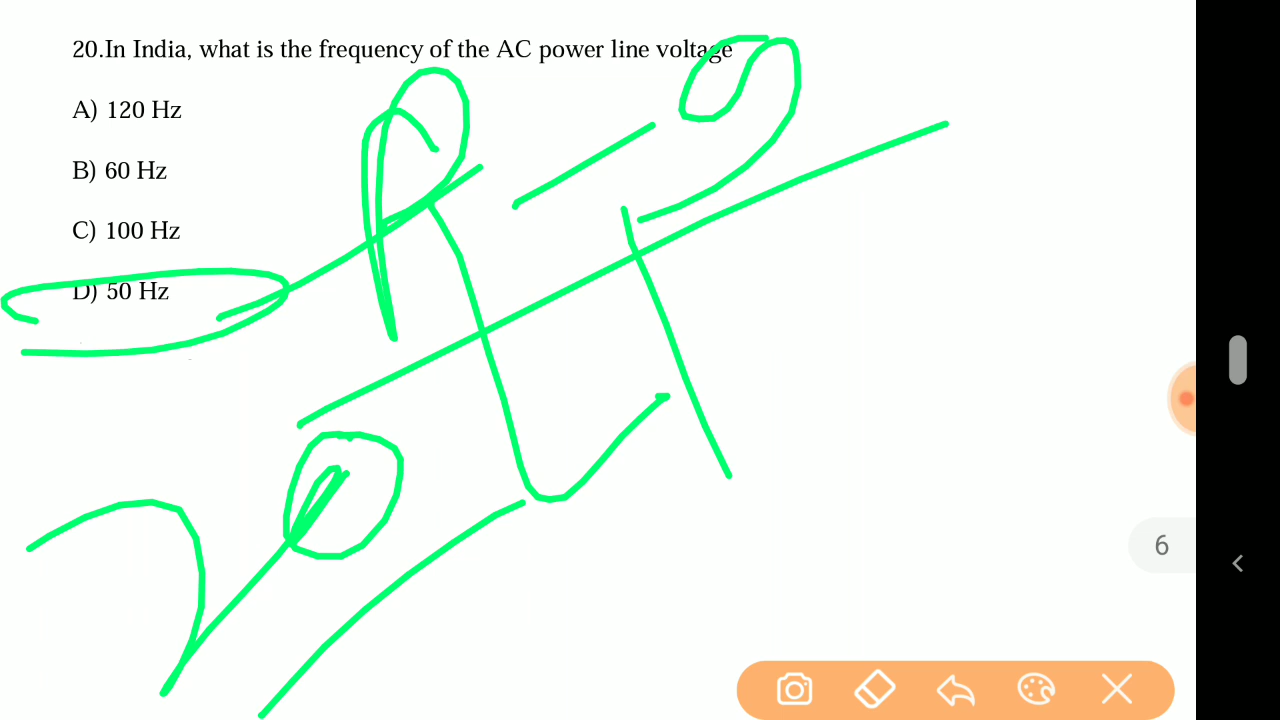 20.In India, what is the frequency of the AC power line voltage
A) 120 Hz
B) 60 Hz
C) 100 Hz
D) 50 Hz
6